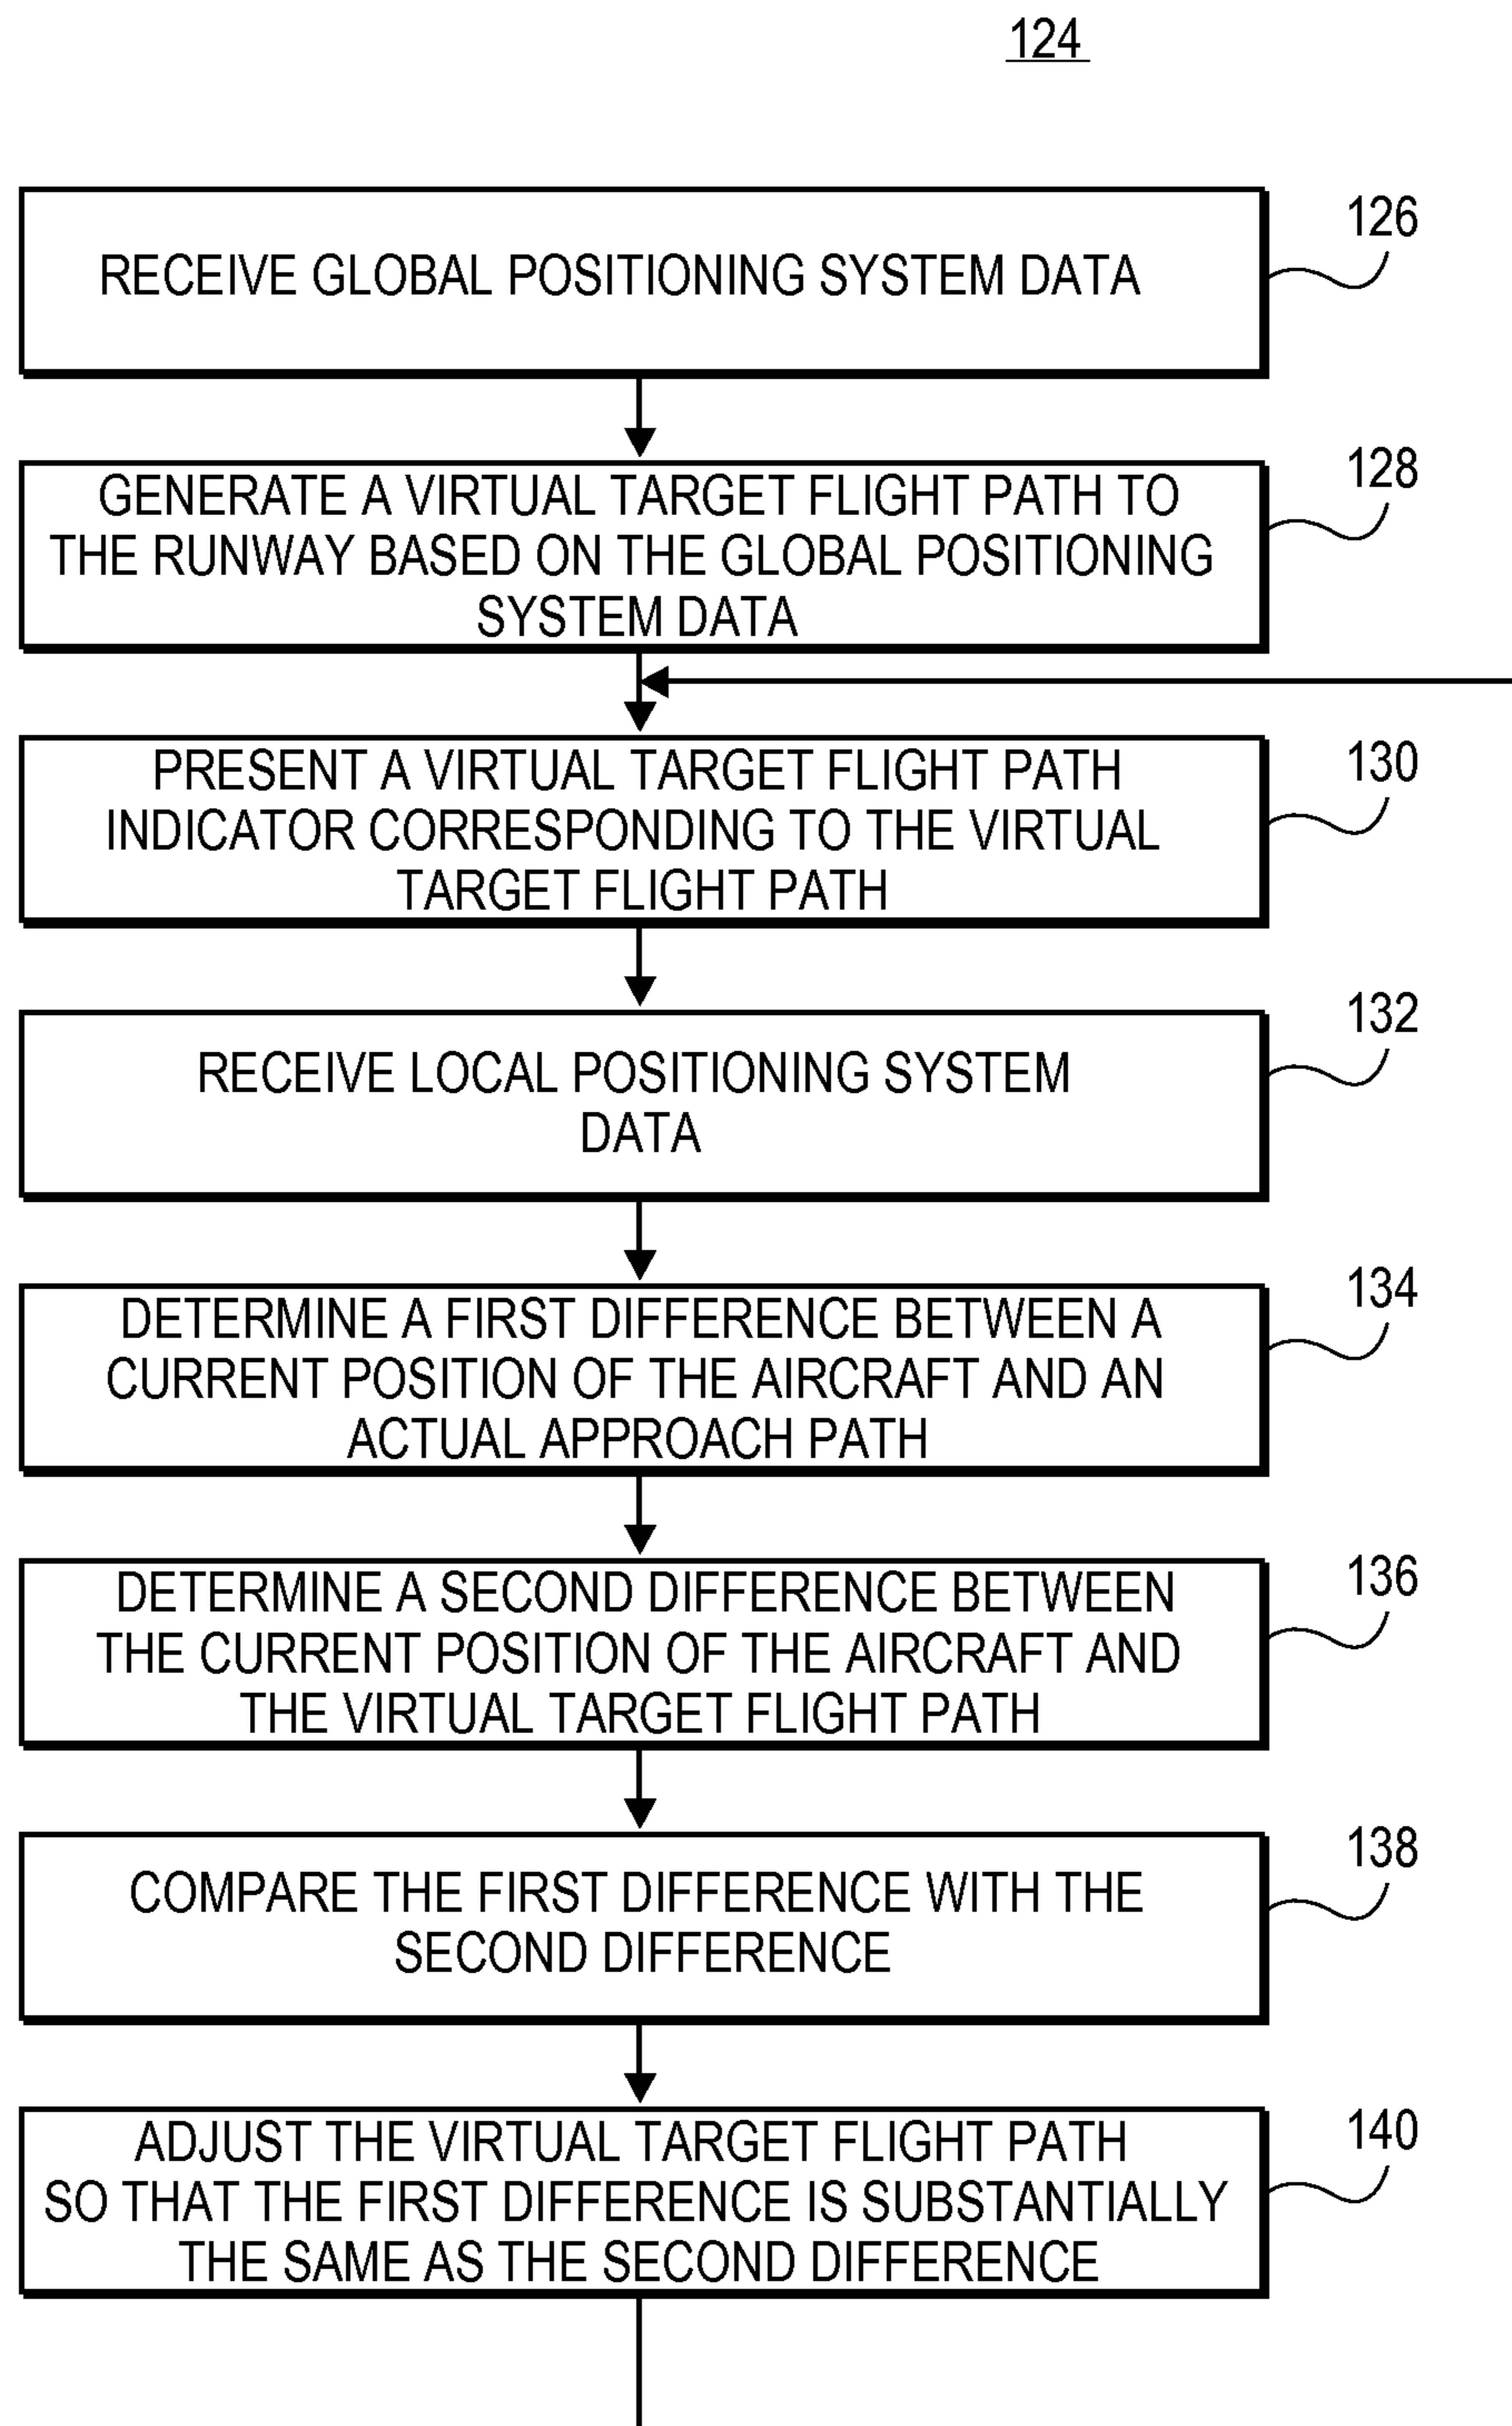 124
RECEIVE GLOBAL POSITIONING SYSTEM DATA
126
GENERATE A VIRTUAL TARGET FLIGHT PATH TO
THE RUNWAY BASED ON THE GLOBAL POSITIONING
SYSTEM DATA
128
PRESENT A VIRTUAL TARGET FLIGHT PATH
INDICATOR CORRESPONDING TO THE VIRTUAL
TARGET FLIGHT PATH
130
RECEIVE LOCAL POSITIONING SYSTEM
DATA
132
DETERMINE A FIRST DIFFERENCE BETWEEN A
CURRENT POSITION OF THE AIRCRAFT AND AN
ACTUAL APPROACH PATH
134
DETERMINE A SECOND DIFFERENCE BETWEEN
THE CURRENT POSITION OF THE AIRCRAFT AND
THE VIRTUAL TARGET FLIGHT PATH
136
COMPARE THE FIRST DIFFERENCE WITH THE
SECOND DIFFERENCE
138
ADJUST THE VIRTUAL TARGET FLIGHT PATH
SO THAT THE FIRST DIFFERENCE IS SUBSTANTIALLY
THE SAME AS THE SECOND DIFFERENCE
140